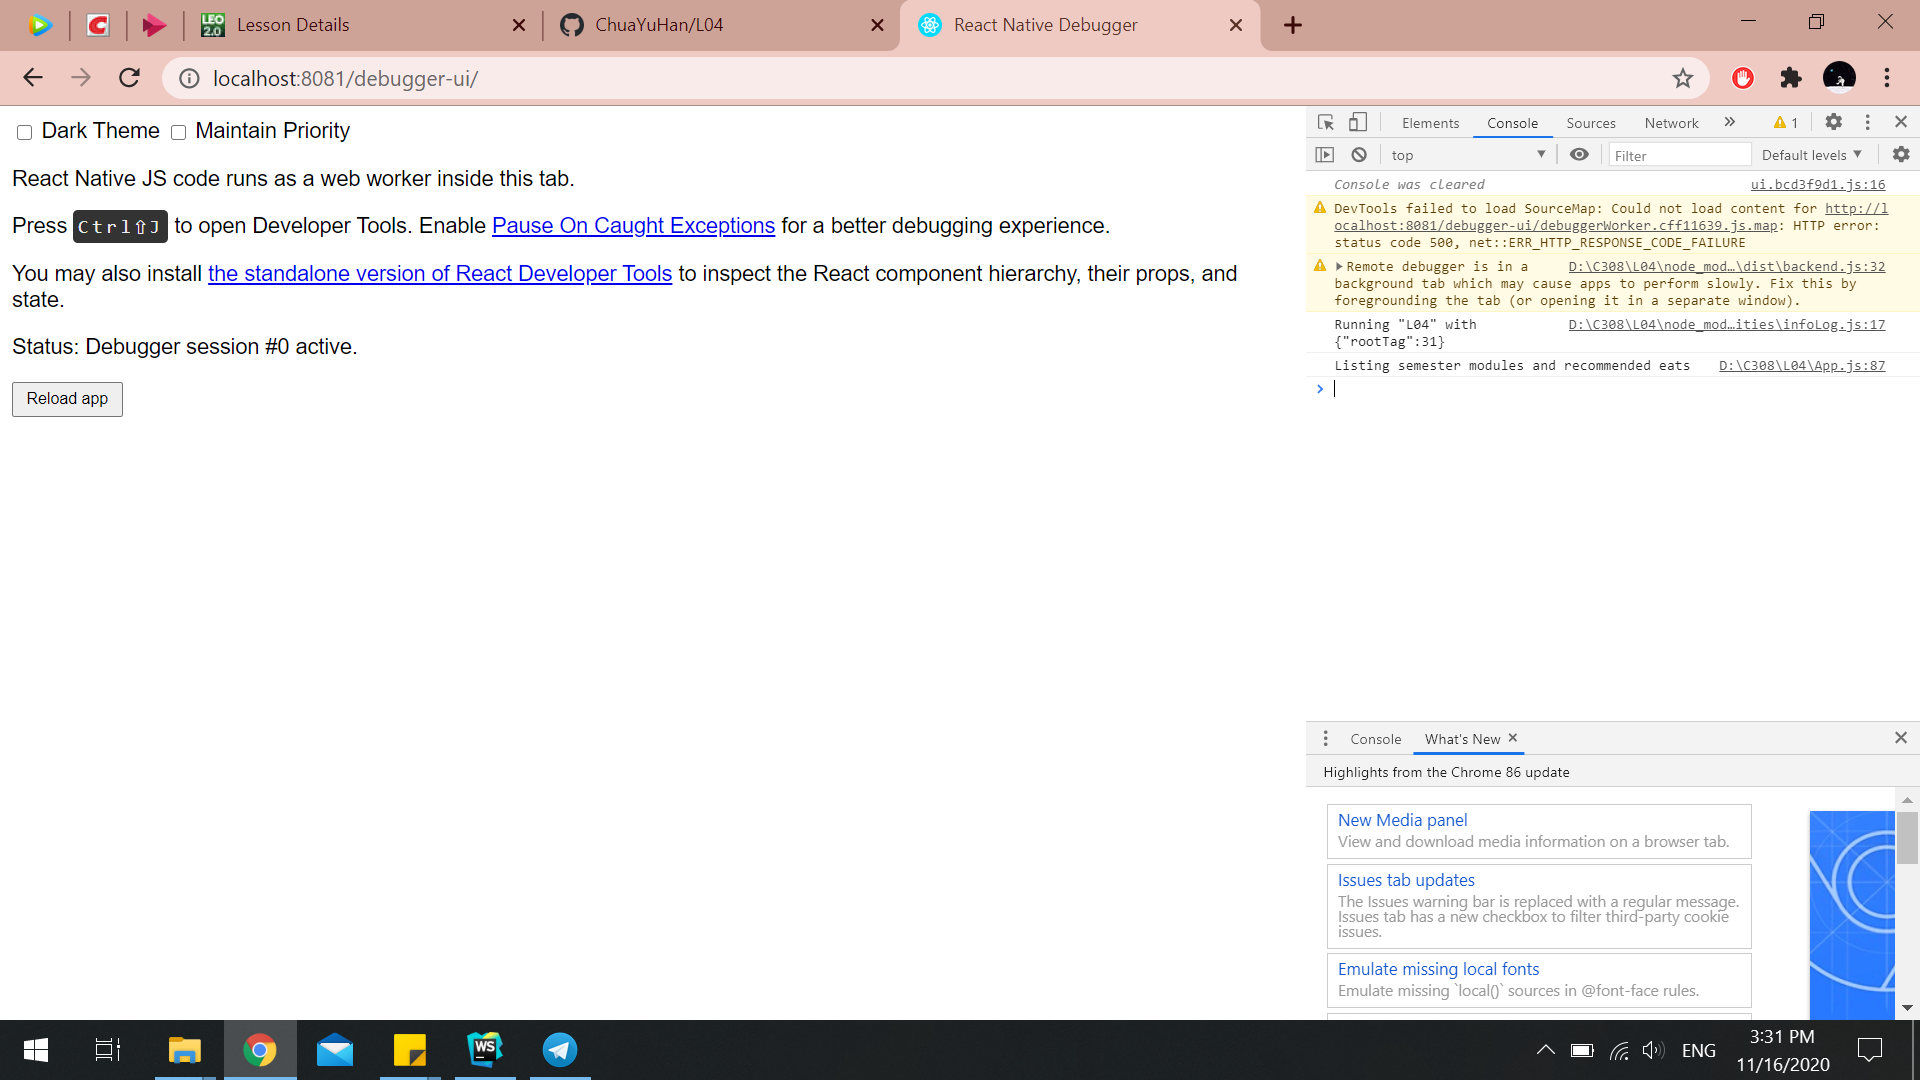 LEO 2.0
Lesson Details
ChuaYuHan/L04
React Native Debugger
localhost:8081/debugger-ui/
Dark Theme
Maintain Priority
React Native JS code runs as a web worker inside this tab.
Press Ctrl⇧J to open Developer Tools. Enable Pause On Caught Exceptions for a better debugging experience.
You may also install the standalone version of React Developer Tools to inspect the React component hierarchy, their props, and
state.
Status: Debugger session #0 active.
Reload app
Elements
Console
Sources
Network
»
1
top
Filter
Default levels
Console was cleared
ui.bcd3f9d1.js:16
DevTools failed to load SourceMap: Could not load content for http://l
ocalhost:8081/debugger-ui/debuggerWorker.cff11639.js.map: HTTP error:
status code 500, net::ERR_HTTP_RESPONSE_CODE_FAILURE
Remote debugger is in a
D:\C308\L04\node_mod…\dist\backend.js:32
background tab which may cause apps to perform slowly. Fix this by
foregrounding the tab (or opening it in a separate window).
Running "L04" with
D:\C308\L04\node_mod…ities\infoLog.js:17
{"rootTag":31}
Listing semester modules and recommended eats
D:\C308\L04\App.js:87
Console
What's New
Highlights from the Chrome 86 update
New Media panel
View and download media information on a browser tab.
Issues tab updates
The Issues warning bar is replaced with a regular message.
Issues tab has a new checkbox to filter third-party cookie
issues.
Emulate missing local fonts
Emulate missing `local()` sources in @font-face rules.
WS
ENG
3:31 PM
11/16/2020